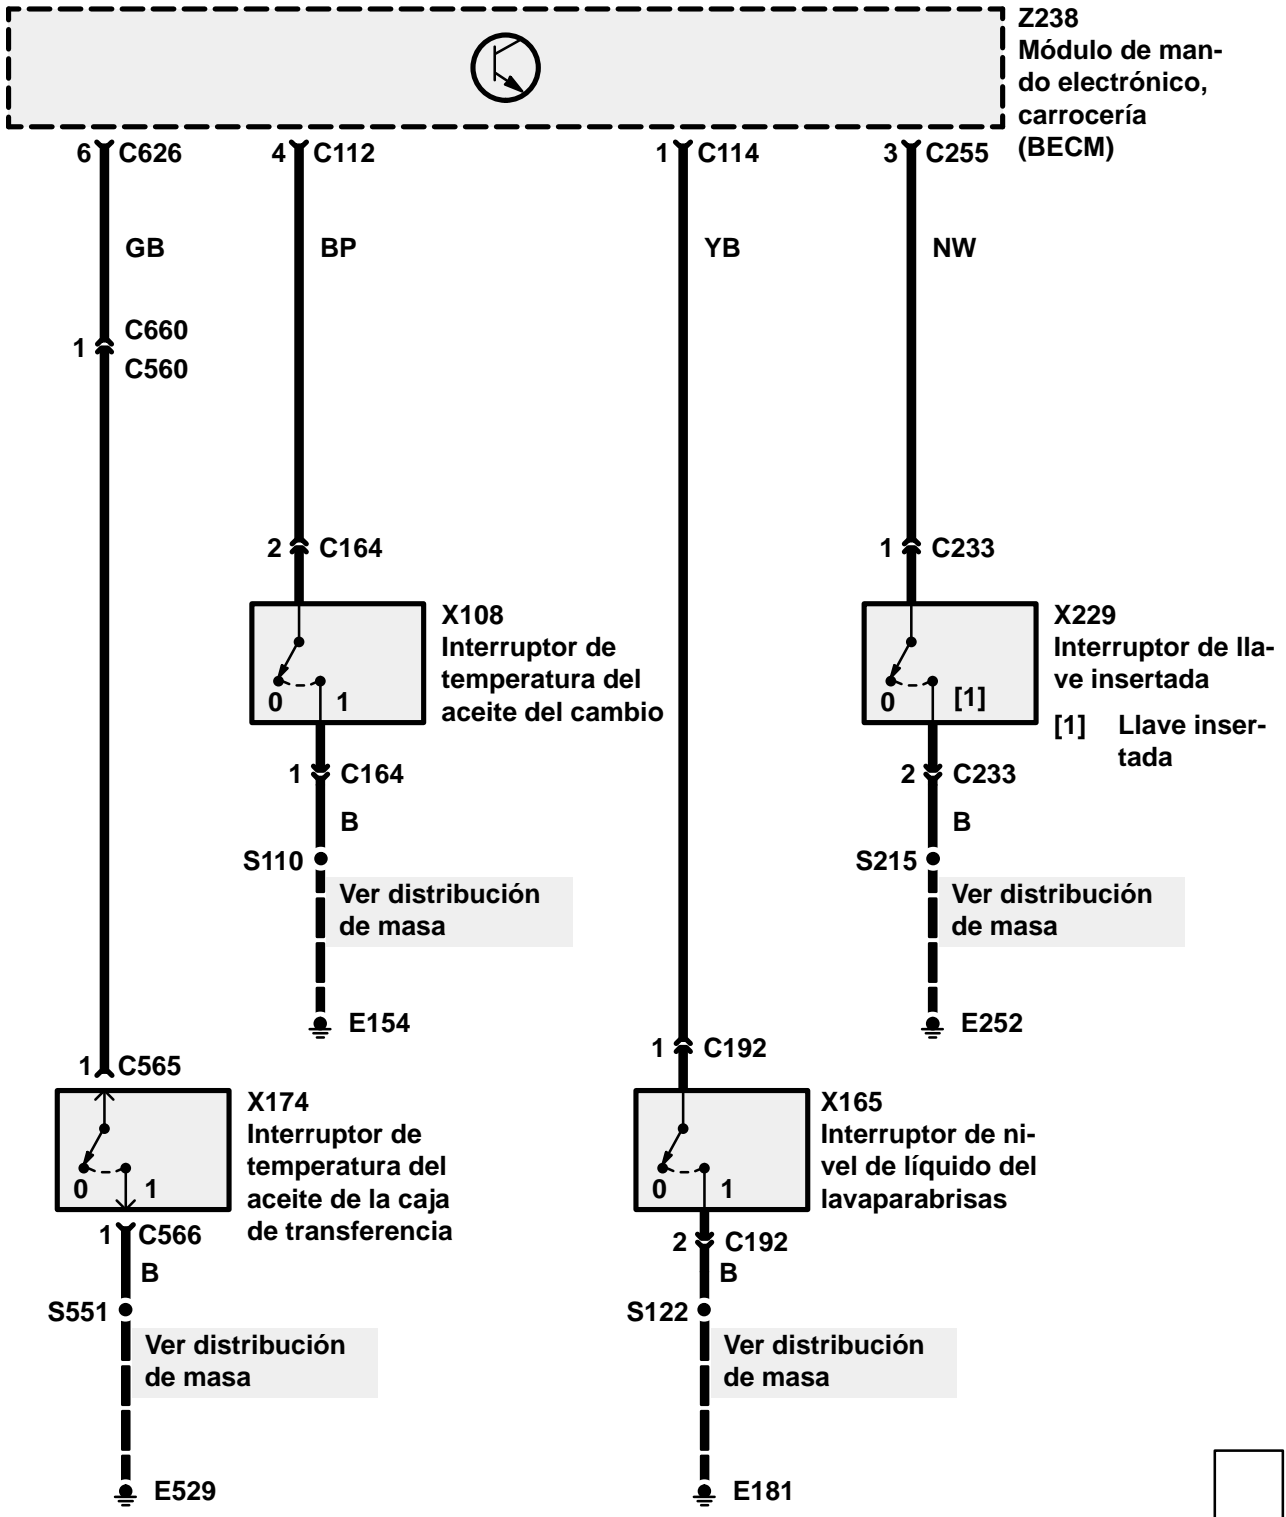 Z238
Módulo de man-
do electrónico,
carrocería
(BECM)
6 C626
4 C112
1 C114
3 C255
GB
BP
YB
NW
1 C660
C560
2 C164
1 C233
X108
Interruptor de
temperatura del
aceite del cambio
0 1
X229
Interruptor de lla-
ve insertada
[1] Llave inser-
tada
0 [1]
1 C164
2 C233
B
B
S110
S215
Ver distribución
de masa
Ver distribución
de masa
E154
E252
1 C565
1 C192
X174
Interruptor de
temperatura del
aceite de la caja
de transferencia
0 1
X165
Interruptor de ni-
vel de líquido del
lavaparabrisas
0 1
1 C566
2 C192
B
B
S551
S122
Ver distribución
de masa
Ver distribución
de masa
E529
E181